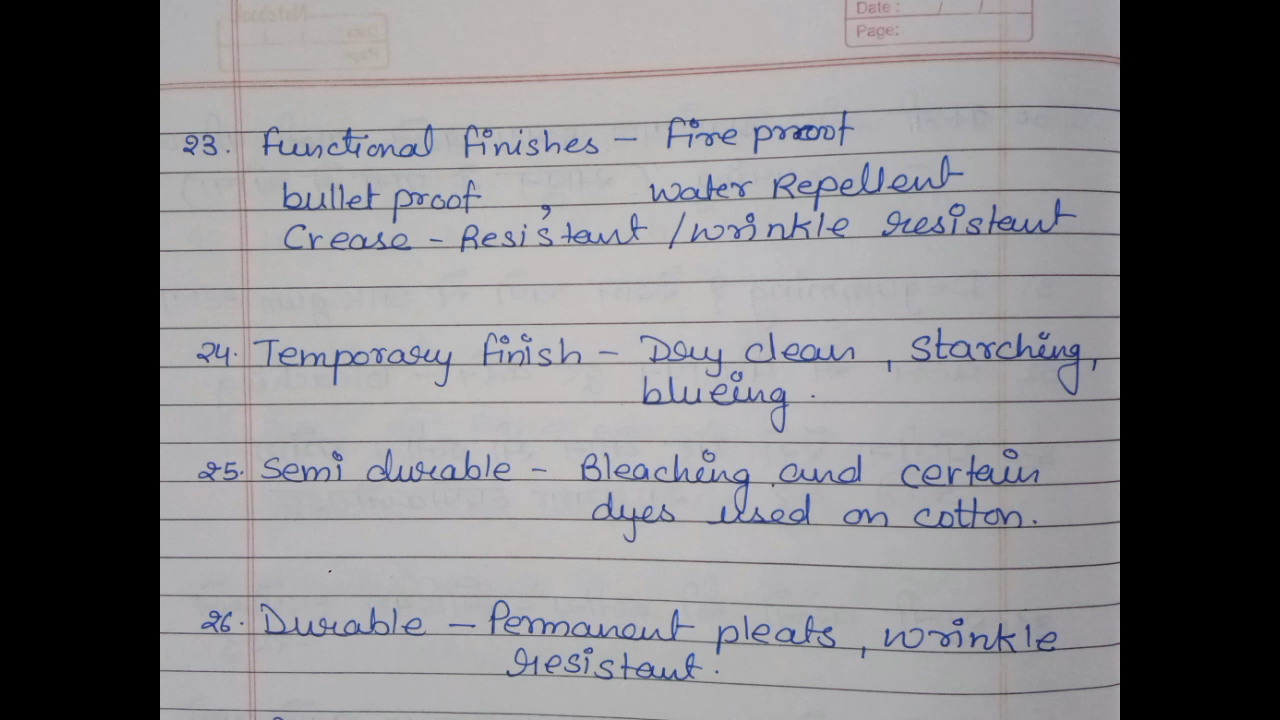 Date: / /
Page:
23. Functional finishes - fire proof
bullet proof , water Repellent
Crease - Resistant / wrinkle resistant
24. Temporary finish - Dry clean , Starching,
blueing .
25. Semi durable - Bleaching and certain
dyes used on cotton.
26. Durable - Permanent pleats , wrinkle
resistant .